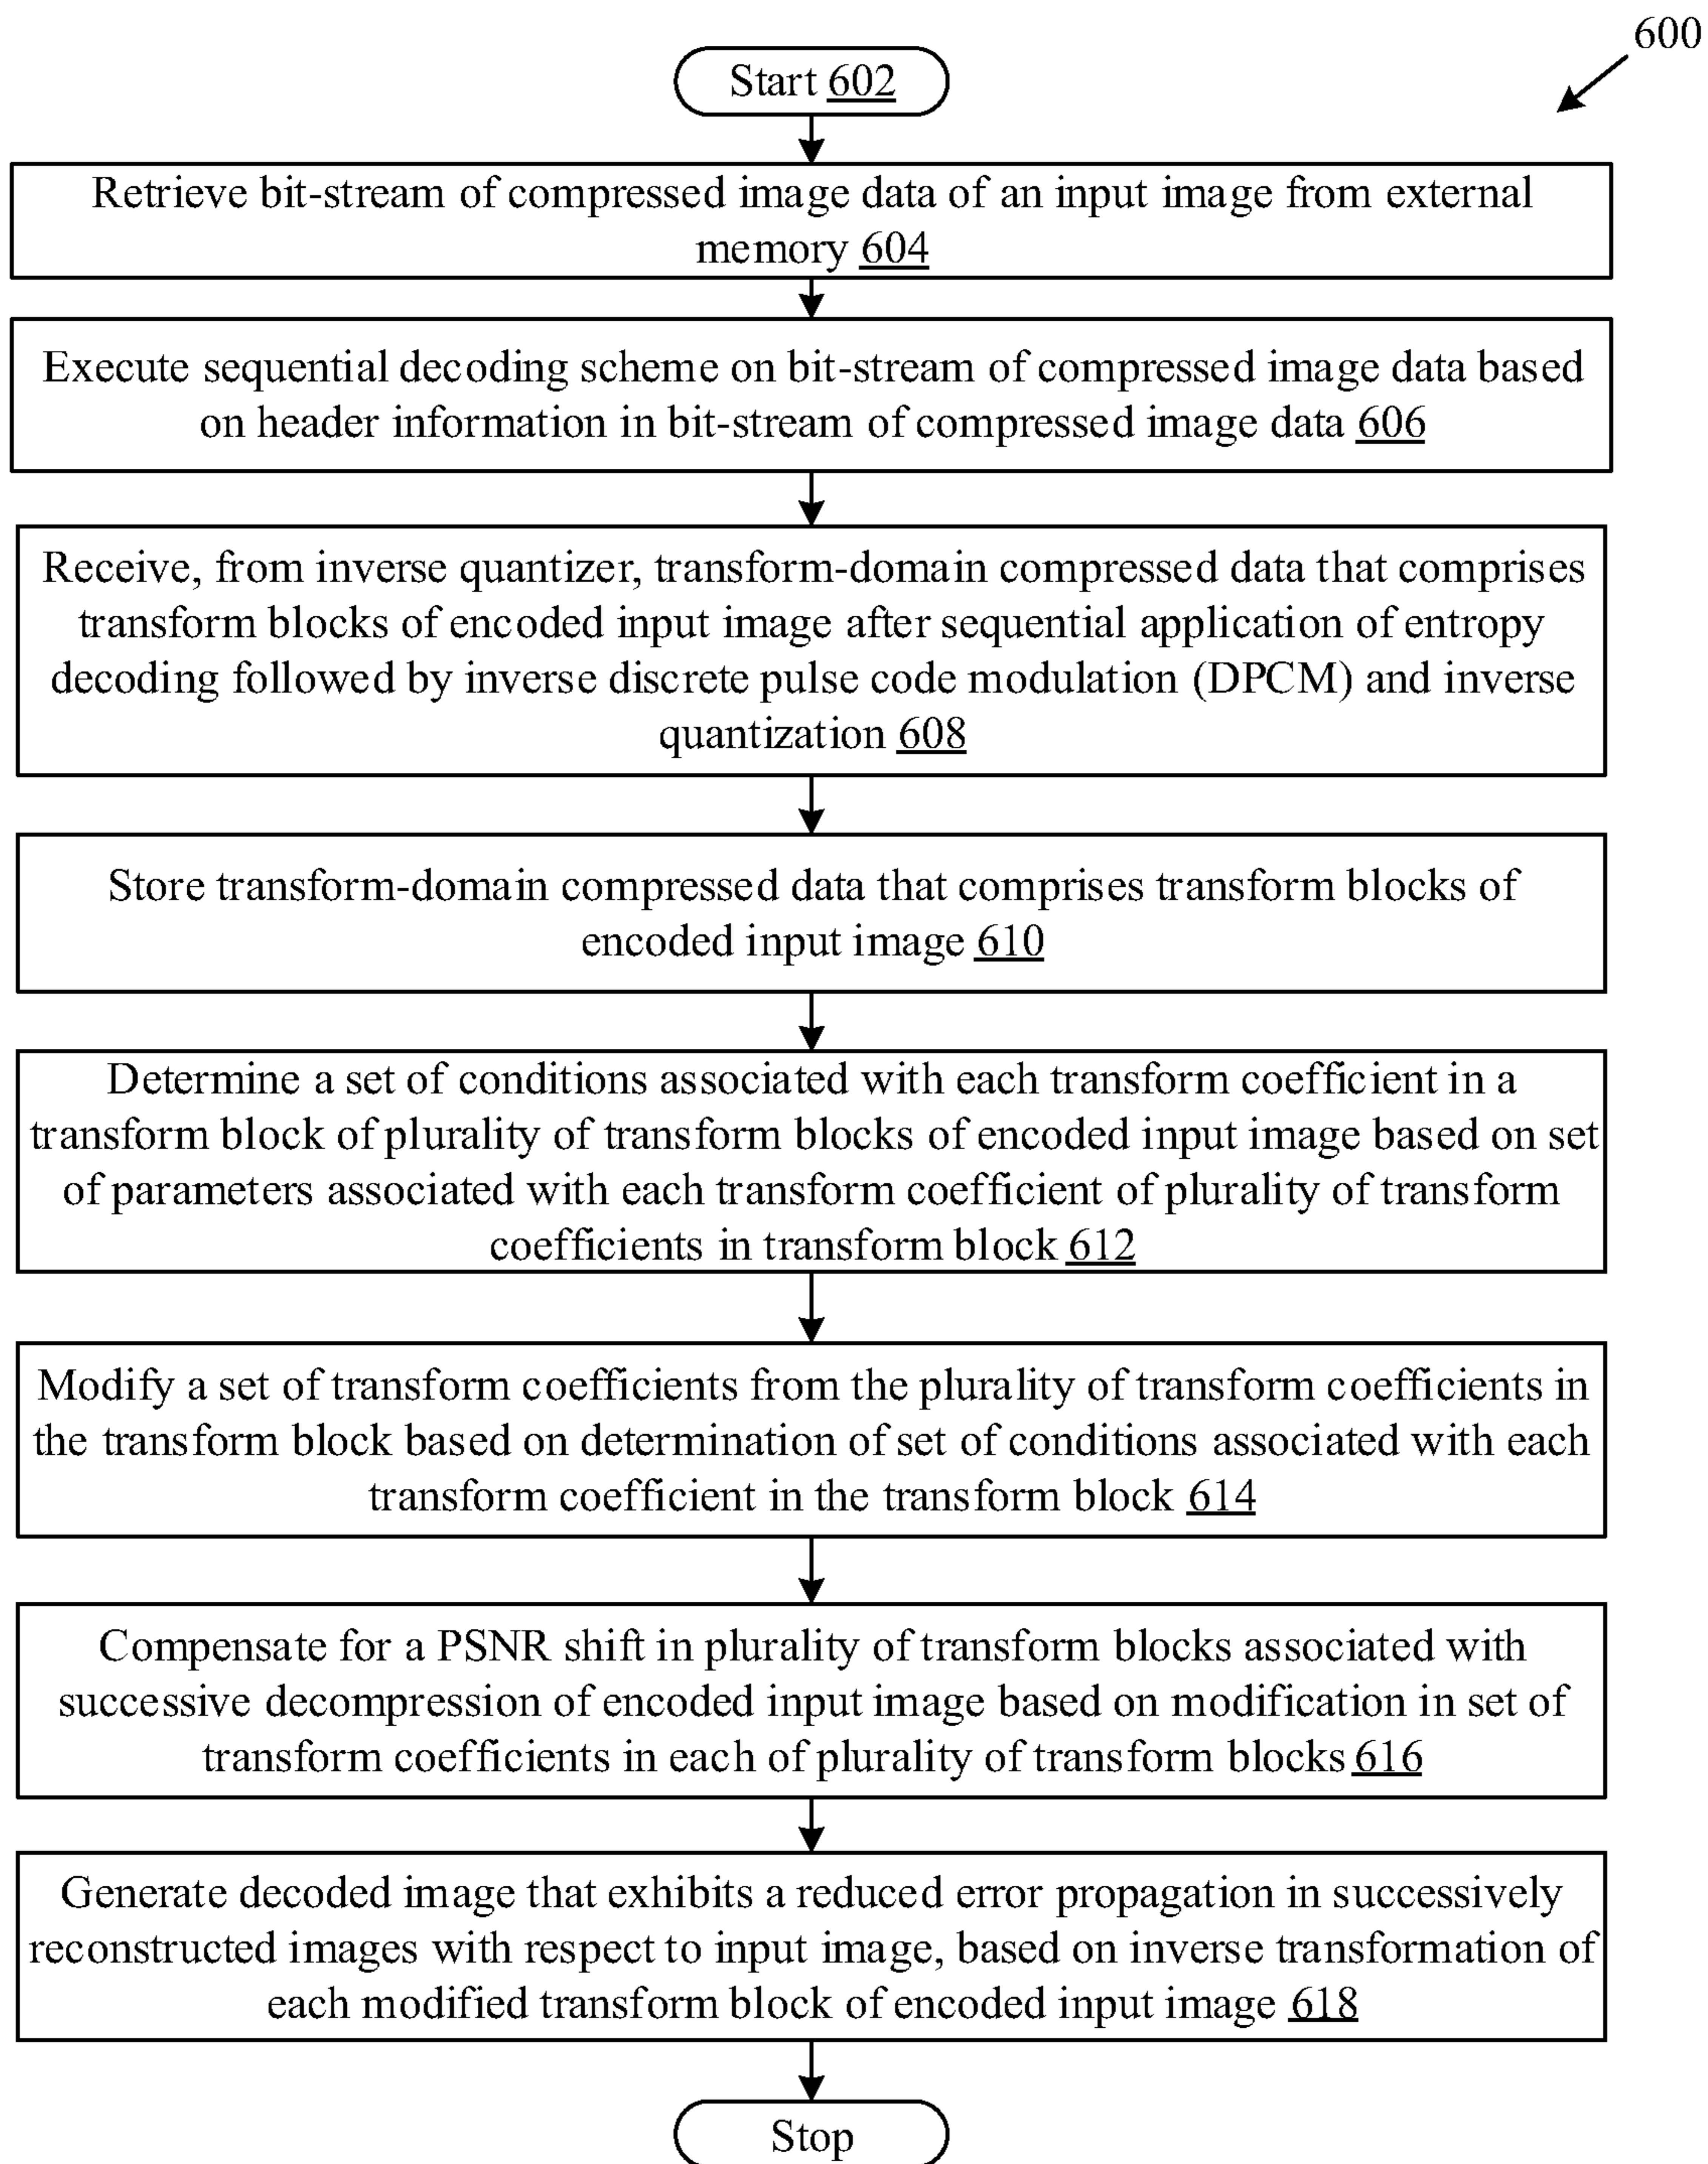 600
Start 602
Retrieve bit-stream of compressed image data of an input image from external
memory 604
Execute sequential decoding scheme on bit-stream of compressed image data based
on header information in bit-stream of compressed image data 606
Receive, from inverse quantizer, transform-domain compressed data that comprises
transform blocks of encoded input image after sequential application of entropy
decoding followed by inverse discrete pulse code modulation (DPCM) and inverse
quantization 608
Store transform-domain compressed data that comprises transform blocks of
encoded input image 610
Determine a set of conditions associated with each transform coefficient in a
transform block of plurality of transform blocks of encoded input image based on set
of parameters associated with each transform coefficient of plurality of transform
coefficients in transform block 612
Modify a set of transform coefficients from the plurality of transform coefficients in
the transform block based on determination of set of conditions associated with each
transform coefficient in the transform block 614
Compensate for a PSNR shift in plurality of transform blocks associated with
successive decompression of encoded input image based on modification in set of
transform coefficients in each of plurality of transform blocks 616
Generate decoded image that exhibits a reduced error propagation in successively
reconstructed images with respect to input image, based on inverse transformation of
each modified transform block of encoded input image 618
Stop